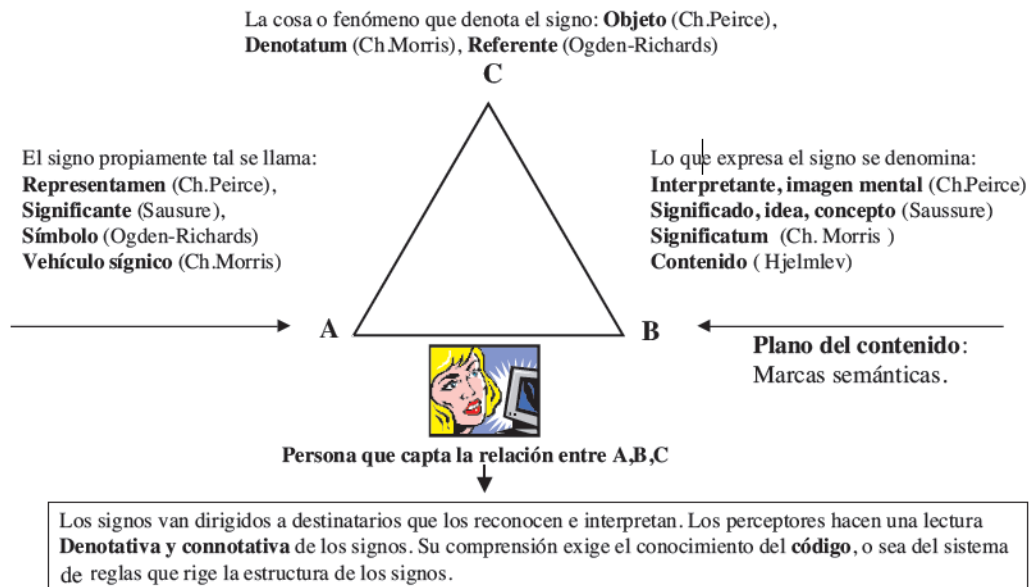 La cosa o fenómeno que denota el signo: Objeto (Ch.Peirce),
Denotatum (Ch.Morris), Referente (Ogden-Richards)
C
El signo propiamente tal se llama:
Representamen (Ch.Peirce),
Significante (Sausure),
Símbolo (Ogden-Richards)
Vehículo sígnico (Ch.Morris)
Lo que expresa el signo se denomina:
Interpretante, imagen mental (Ch.Peirce)
Significado, idea, concepto (Saussure)
Significatum (Ch. Morris )
Contenido ( Hjelmlev)
A
B
Plano del contenido:
Marcas semánticas.
Persona que capta la relación entre A,B,C
Los signos van dirigidos a destinatarios que los reconocen e interpretan. Los perceptores hacen una lectura
Denotativa y connotativa de los signos. Su comprensión exige el conocimiento del código, o sea del sistema
de reglas que rige la estructura de los signos.